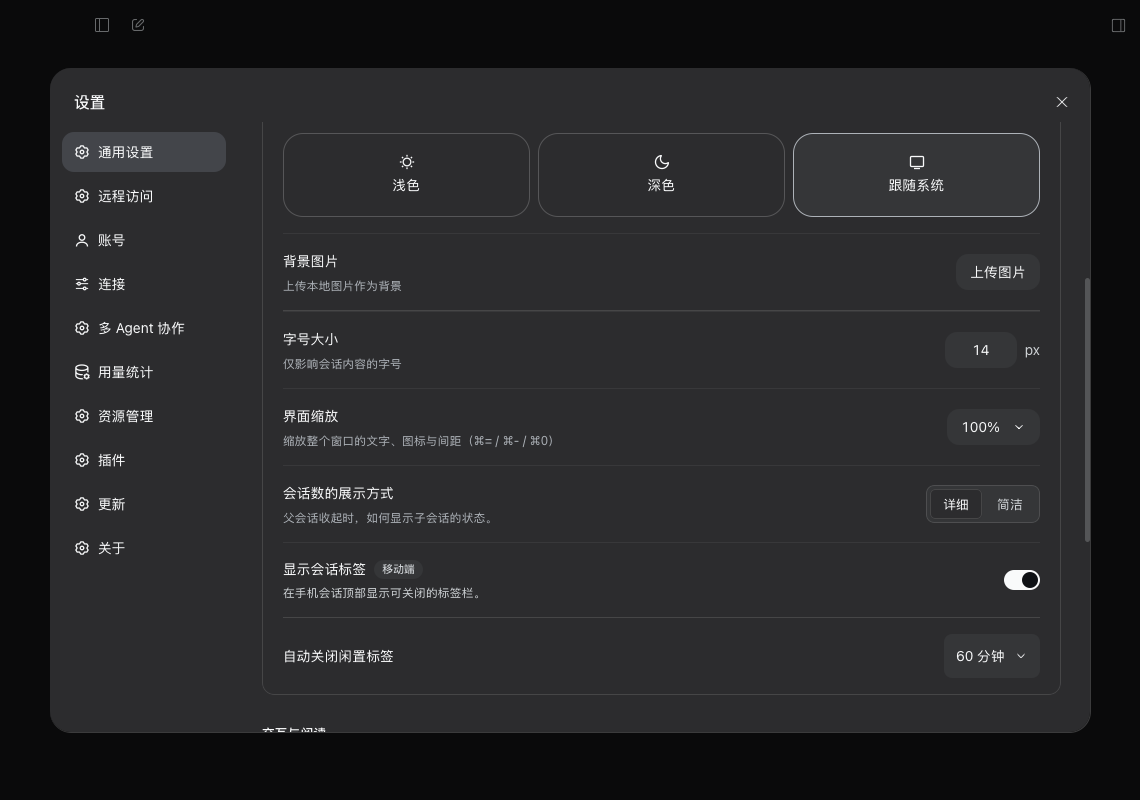 设置
通用设置
远程访问
账号
连接
多 Agent 协作
用量统计
资源管理
插件
更新
关于
浅色
深色
跟随系统
背景图片
上传本地图片作为背景
上传图片
字号大小
仅影响会话内容的字号
14 px
界面缩放
缩放整个窗口的文字、图标与间距（⌘= / ⌘- / ⌘0）
100%
会话数的展示方式
父会话收起时，如何显示子会话的状态。
详细 简洁
显示会话标签 移动端
在手机会话顶部显示可关闭的标签栏。
自动关闭闲置标签
60 分钟
交互与阅读